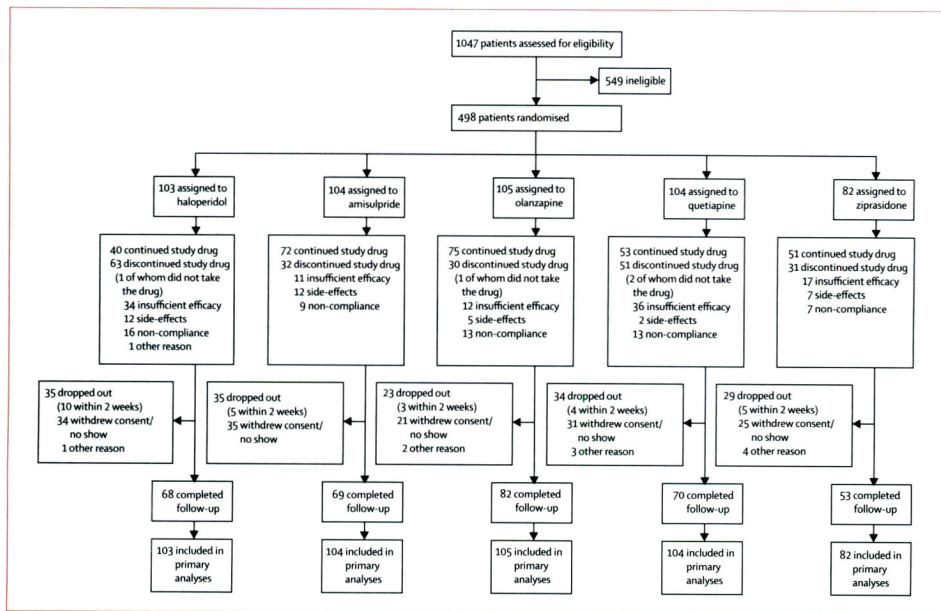 1047 patients assessed for eligibility
549 ineligible
498 patients randomised
103 assigned to
haloperidol
104 assigned to
amisulpride
105 assigned to
olanzapine
104 assigned to
quetiapine
82 assigned to
ziprasidone
40 continued study drug
63 discontinued study drug
(1 of whom did not take
the drug)
34 insufficient efficacy
12 side-effects
16 non-compliance
1 other reason
72 continued study drug
32 discontinued study drug
11 insufficient efficacy
12 side-effects
9 non-compliance
75 continued study drug
30 discontinued study drug
(1 of whom did not take
the drug)
12 insufficient efficacy
5 side-effects
13 non-compliance
53 continued study drug
51 discontinued study drug
(2 of whom did not take
the drug)
36 insufficient efficacy
2 side-effects
13 non-compliance
51 continued study drug
31 discontinued study drug
17 insufficient efficacy
7 side-effects
7 non-compliance
35 dropped out
(10 within 2 weeks)
34 withdrew consent/
no show
1 other reason
35 dropped out
(5 within 2 weeks)
35 withdrew consent/
no show
23 dropped out
(3 within 2 weeks)
21 withdrew consent/
no show
2 other reason
34 dropped out
(4 within 2 weeks)
31 withdrew consent/
no show
3 other reason
29 dropped out
(5 within 2 weeks)
25 withdrew consent/
no show
4 other reason
68 completed
follow-up
69 completed
follow-up
82 completed
follow-up
70 completed
follow-up
53 completed
follow-up
103 included in
primary
analyses
104 included in
primary
analyses
105 included in
primary
analyses
104 included in
primary
analyses
82 included in
primary
analyses